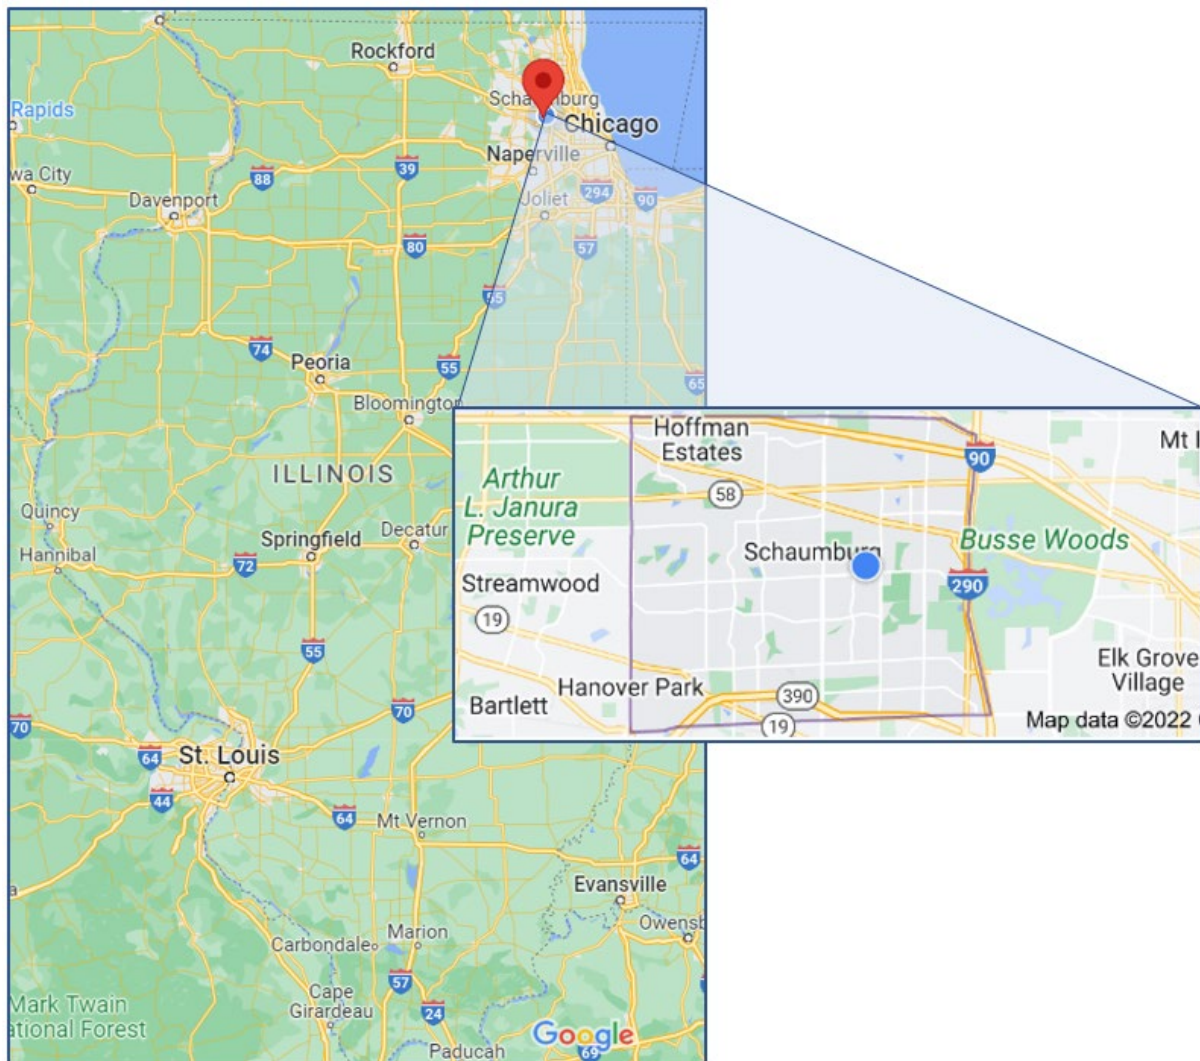 Rockford
Rapids
Schaumburg
Chicago
Naperville
39
wa City
88
294
Davenport
Joliet
90
80
57
55
74
Peoria
55
65
Bloomington
ILLINOIS
Quincy
Springfield
Decatur
Hannibal
72
55
70
70
64
St. Louis
44
64
Mt Vernon
64
Evansville
Owensb
Carbondale
Marion
57
Cape
Girardeau
24
Mark Twain
ational Forest
Google
Paducah
69
Hoffman
Estates
Mt
90
Arthur
L. Janura
Preserve
58
Schaumburg
Busse Woods
Streamwood
290
19
Elk Grove
Village
Hanover Park
390
Bartlett
19
Map data ©2022